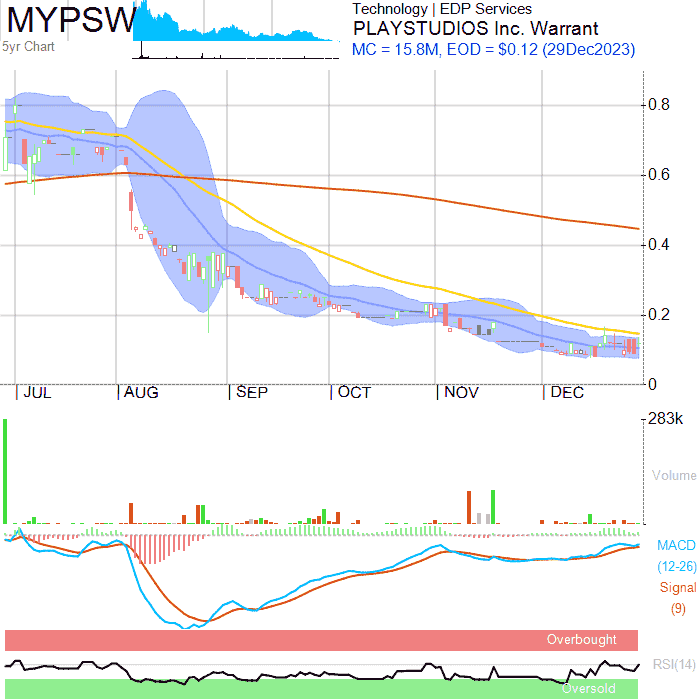 MYPSW
5yr Chart
Technology | EDP Services
PLAYSTUDIOS Inc. Warrant
MC = 15.8M, EOD = $0.12 (29Dec2023)
0.8
0.6
0.4
0.2
0
JUL AUG SEP OCT NOV DEC
283k
Volume
MACD
(12-26)
Signal
(9)
Overbought
RSI(14)
Oversold